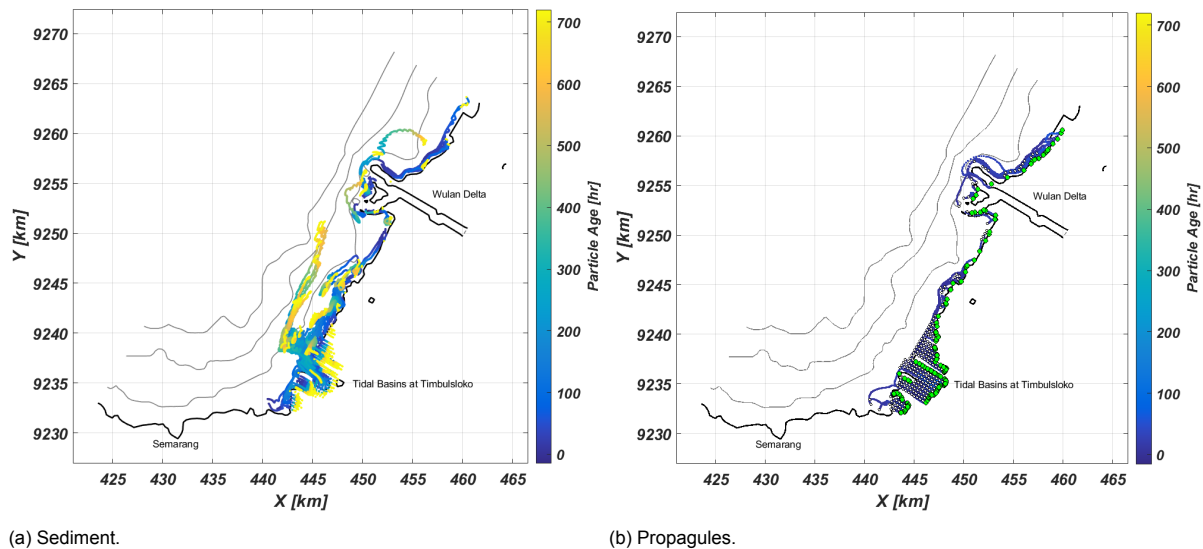 9270
9265
9260
9255
9250
9245
9240
9235
9230
Y [km]
425 430 435 440 445 450 455 460 465
X [km]
Wulan Delta
Tidal Basins at Timbulsloko
Semarang
700
600
500
400
300
200
100
0
Particle Age [hr]
(a) Sediment.
9270
9265
9260
9255
9250
9245
9240
9235
9230
Y [km]
425 430 435 440 445 450 455 460 465
X [km]
Wulan Delta
Tidal Basins at Timbulsloko
Semarang
700
600
500
400
300
200
100
0
Particle Age [hr]
(b) Propagules.